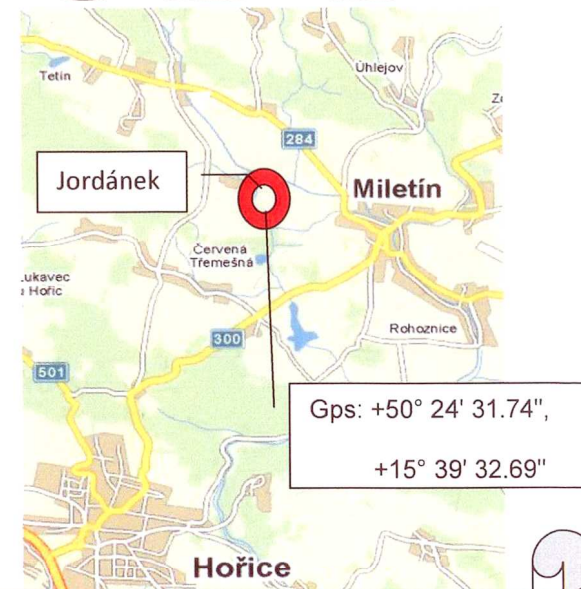 Tetín
Úhlejov
284
Jordánek
Miletín
Červená
Třemešná
Lukavec
u Hořic
Rohoznice
300
501
Gps: +50° 24' 31.74",
+15° 39' 32.69"
Hořice